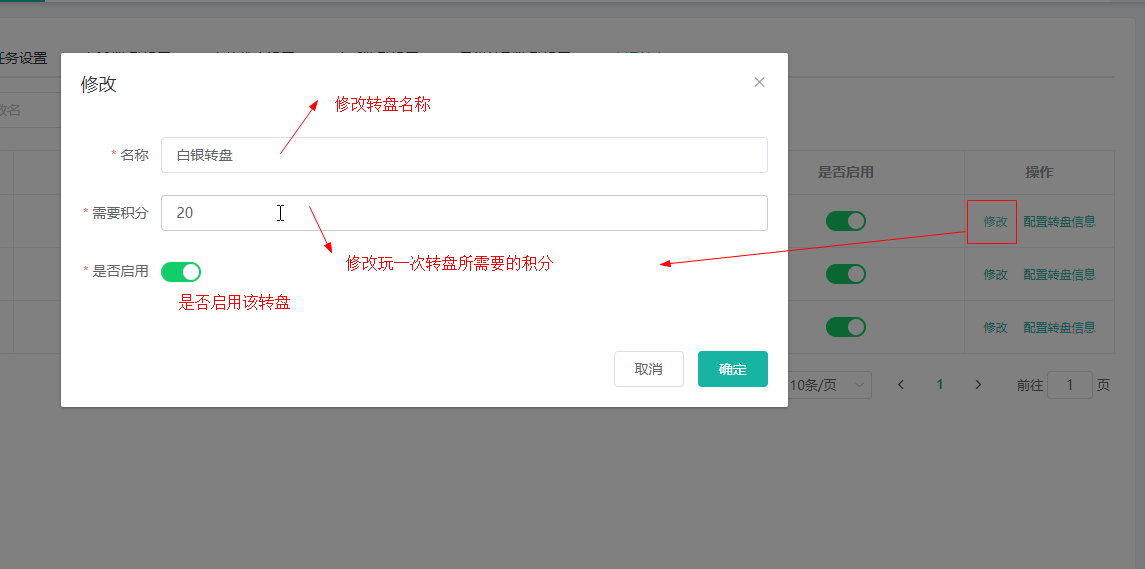 任务设置
修改
修改转盘名称
* 名称
白银转盘
是否启用
操作
* 需要积分
20
修改
配置转盘信息
修改玩一次转盘所需要的积分
* 是否启用
是否启用该转盘
修改
配置转盘信息
修改
配置转盘信息
取消
确定
10条/页
1
前往
1
页